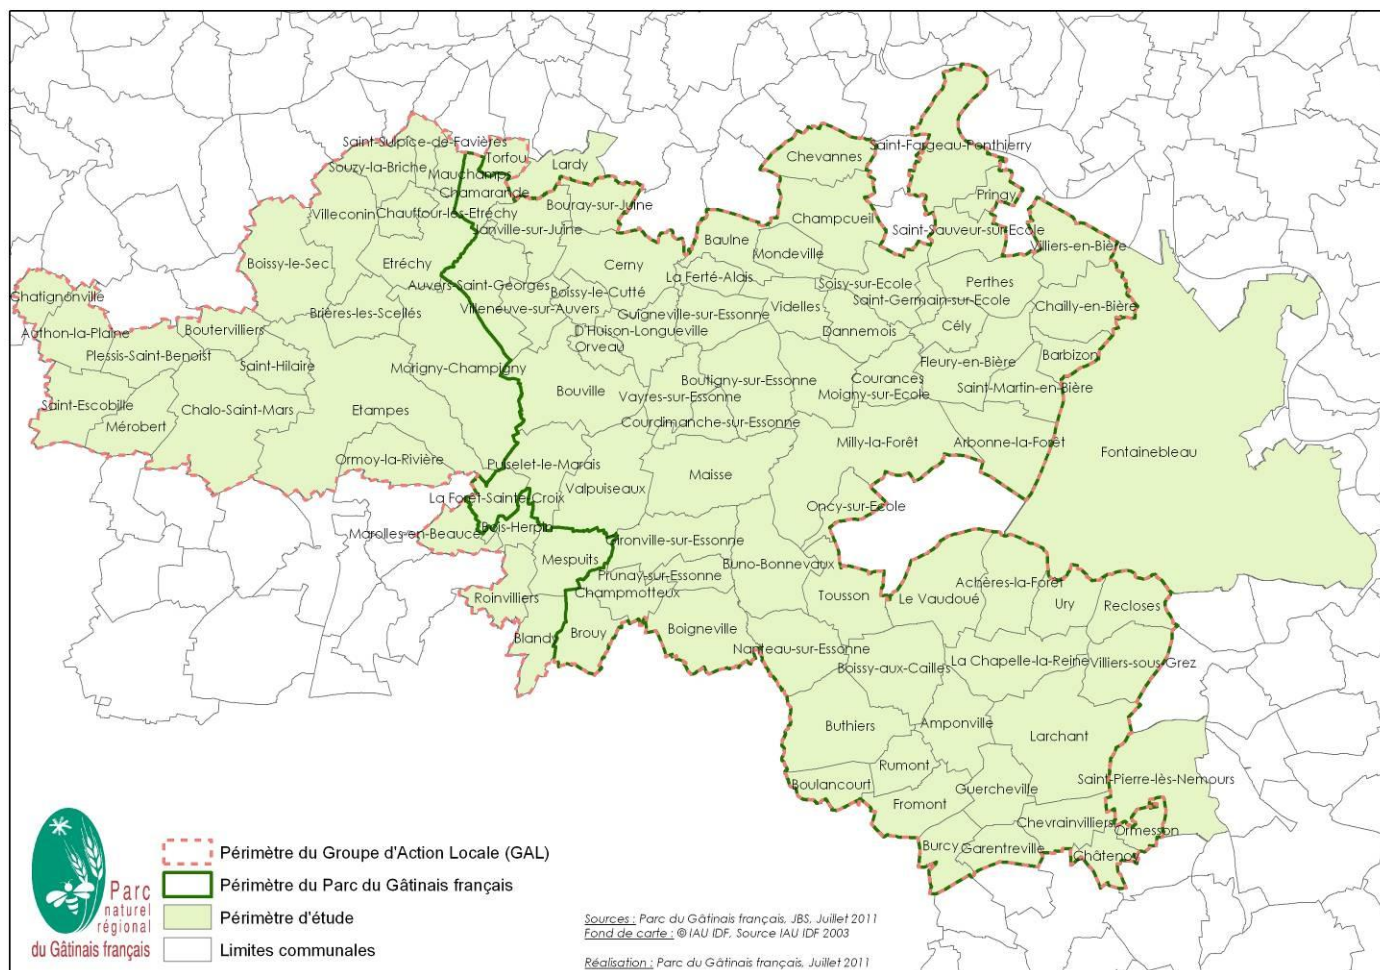 Saint-Sulpice-de-Favières
Torfou
Lardy
Chevannes
Saint-Fargeau-Ponthierry
Souzy-la-Briche
Mauchamps
Chamarande
Pringy
Villeconin
Chauffour-lès-Etréchy
Bouray-sur-Juine
Janville-sur-Juine
Champcueil
Saint-Sauveur-sur-Ecole
Baulne
Mondeville
Villiers-en-Bière
Boissy-le-Sec
Etréchy
Cerny
La Ferté-Alais
Soisy-sur-Ecole
Perthes
Auvers-Saint-Georges
Boissy-le-Cutté
Saint-Germain-sur-Ecole
Chatignonville
Brières-les-Scellés
Villeneuve-sur-Auvers
Guigneville-sur-Essonne
Videlles
Chailly-en-Bière
Authon-la-Plaine
Boutervilliers
D'Huison-Longueville
Dannemois
Cély
Orveau
Plessis-Saint-Benoist
Saint-Hilaire
Morigny-Champigny
Fleury-en-Bière
Barbizon
Bouville
Boutigny-sur-Essonne
Courances
Vayres-sur-Essonne
Moigny-sur-Ecole
Saint-Martin-en-Bière
Saint-Escobille
Chalo-Saint-Mars
Etampes
Courdimanche-sur-Essonne
Mérobert
Milly-la-Forêt
Arbonne-la-Forêt
Fontainebleau
Ormoy-la-Rivière
Puiselet-le-Marais
Maisse
Valpuiseaux
La Forêt-Sainte-Croix
Oncy-sur-Ecole
Marolles-en-Beauce
Bois-Herpin
Gironville-sur-Essonne
Mespuits
Buno-Bonnevaux
Prunay-sur-Essonne
Achères-la-Forêt
Champmotteux
Tousson
Le Vaudoué
Ury
Recloses
Roinvilliers
Blandy
Brouy
Boigneville
Nanteau-sur-Essonne
Boissy-aux-Cailles
La Chapelle-la-Reine
Villiers-sous-Grez
Buthiers
Amponville
Larchant
Rumont
Saint-Pierre-lès-Nemours
Boulancourt
Guercheville
Fromont
Chevrainvilliers
Ormesson
Burcy
Garentreville
Châtenoy
Parc
naturel
régional
du Gâtinais français
Périmètre du Groupe d'Action Locale (GAL)
Périmètre du Parc du Gâtinais français
Périmètre d'étude
Limites communales
Sources : Parc du Gâtinais français, JBS, Juillet 2011
Fond de carte : © IAU IDF, Source IAU IDF 2003
Réalisation : Parc du Gâtinais français, Juillet 2011